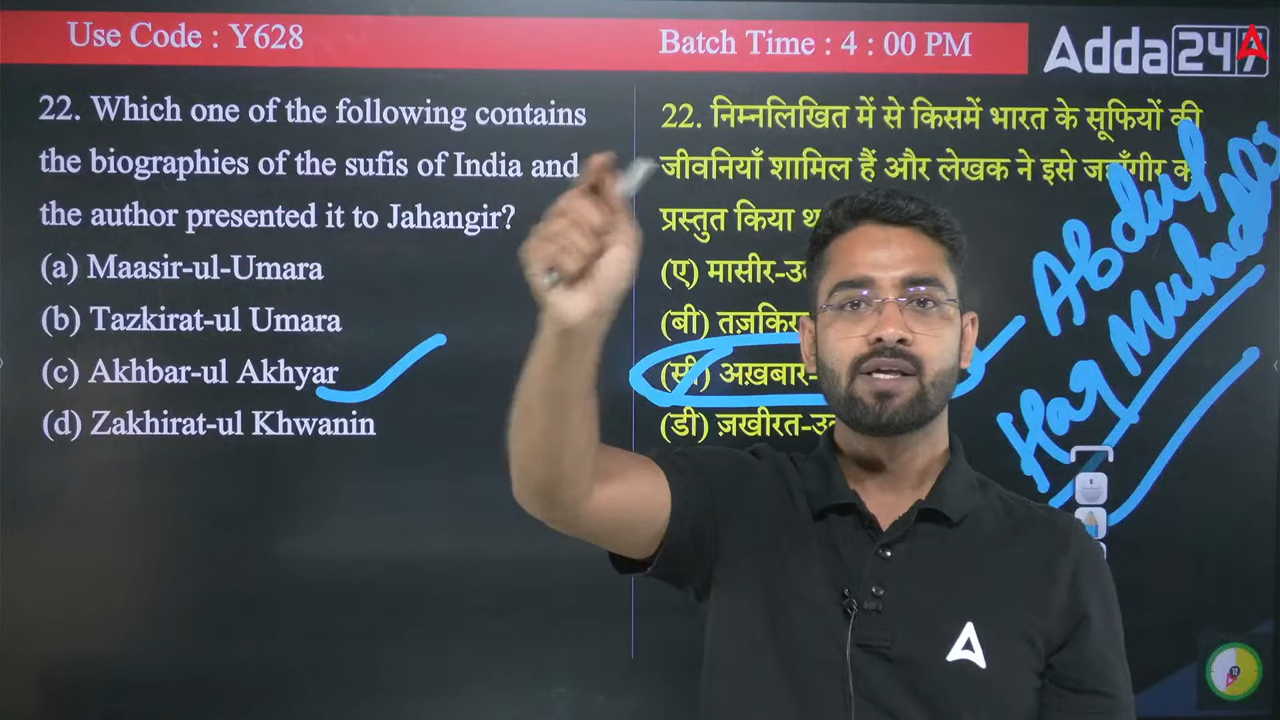 Use Code : Y628
Batch Time : 4 : 00 PM
Adda247
22. Which one of the following contains
the biographies of the sufis of India and
the author presented it to Jahangir?
(a) Maasir-ul-Umara
(b) Tazkirat-ul Umara
(c) Akhbar-ul Akhyar
(d) Zakhirat-ul Khwanin
22. निम्नलिखित में से किसमें भारत के सूफियों की
जीवनियाँ शामिल हैं और लेखक ने इसे जहाँगीर को
प्रस्तुत किया
(ए) मासीर-
(बी)
(सी) अख़बार-
(डी) ज़खीरत-
Abdul
Haq